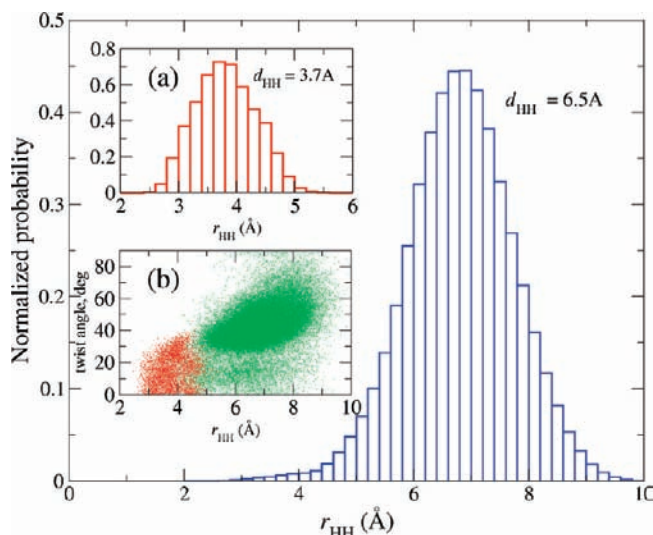 (a)
d_HH = 3.7A
0.8
0.6
0.4
0.2
0
2 3 4 5 6
r_HH (Å)
d_HH = 6.5A
(b)
twist angle, deg
80
60
40
20
0
2 4 6 8 10
r_HH (Å)
Normalized probability
0.5
0.4
0.3
0.2
0.1
0
0 2 4 6 8 10
r_HH (Å)